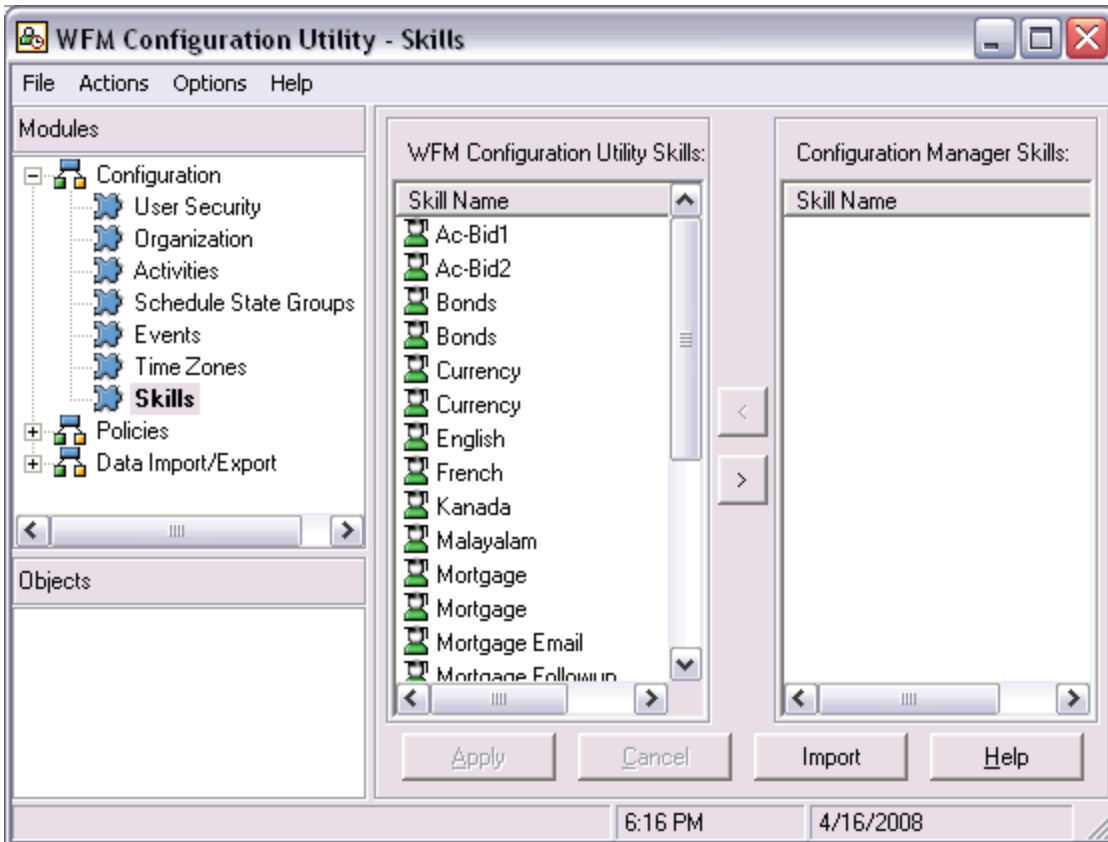 WFM Configuration Utility - Skills
File Actions Options Help
Modules
Configuration
User Security
Organization
Activities
Schedule State Groups
Events
Time Zones
Skills
Policies
Data Import/Export
Objects
WFM Configuration Utility Skills:
Skill Name
Ac-Bid1
Ac-Bid2
Bonds
Bonds
Currency
Currency
English
French
Kanada
Malayalam
Mortgage
Mortgage
Mortgage Email
Mortgage Followup
<
>
Configuration Manager Skills:
Skill Name
Apply Cancel Import Help
6:16 PM 4/16/2008